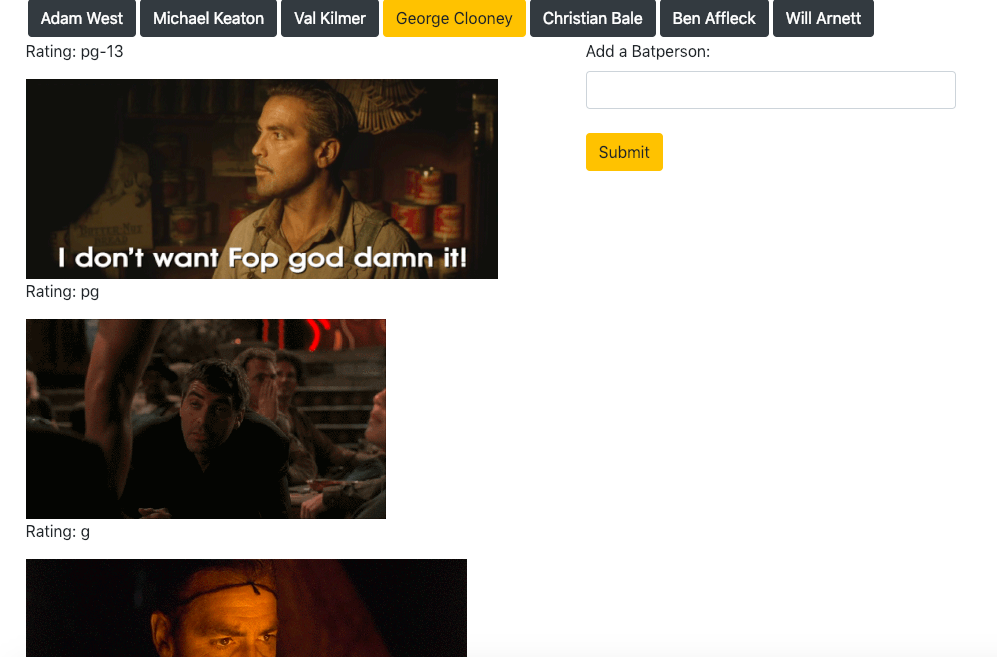 Adam West Michael Keaton Val Kilmer George Clooney Christian Bale Ben Affleck Will Arnett
Rating: pg-13
Add a Batperson:
Submit
I don't want Fop god damn it!
Rating: pg
Rating: g